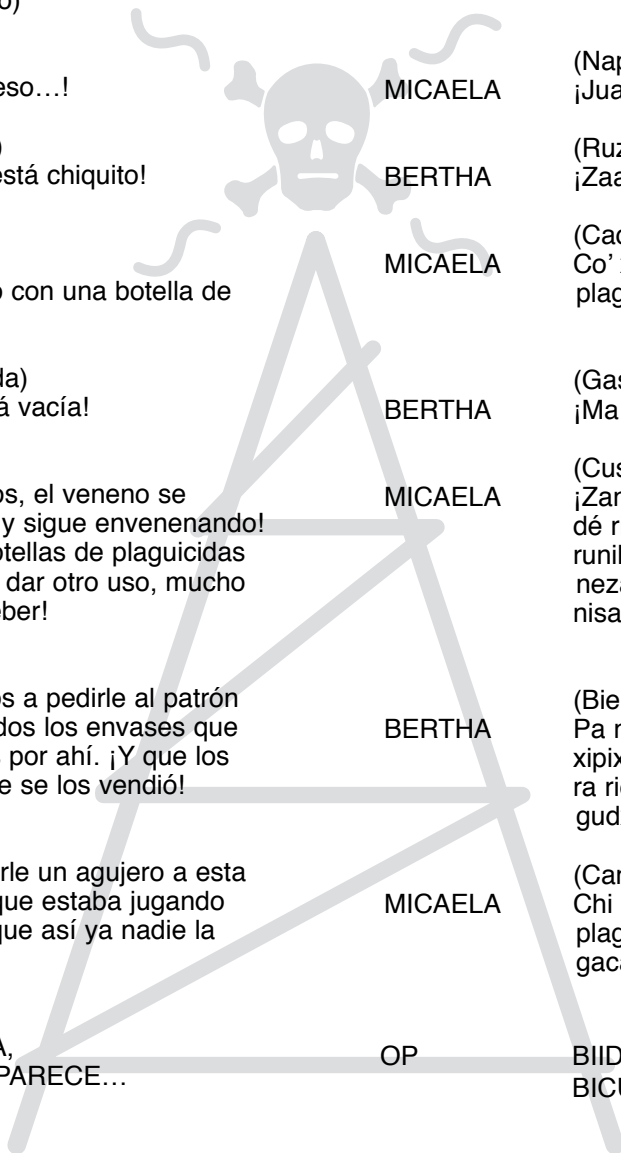 o)
eso…!
)
está chiquito!
o con una botella de
da)
á vacía!
os, el veneno se
y sigue envenenando!
otellas de plaguicidas
dar otro uso, mucho
eber!
os a pedirle al patrón
dos los envases que
por ahí. ¡Y que los
e se los vendió!
rle un agujero a esta
que estaba jugando
que así ya nadie la
A,
PARECE…
(Nap
MICAELA ¡Jua
(Ruz
BERTHA ¡Zaa
(Cad
MICAELA Co’
plag
(Gas
BERTHA ¡Ma
(Cus
MICAELA ¡Zan
dé r
runil
neza
nisa
(Bie
BERTHA Pa n
xipix
ra rie
gudx
(Can
MICAELA Chi
plag
gaca
OP BIID
BICU